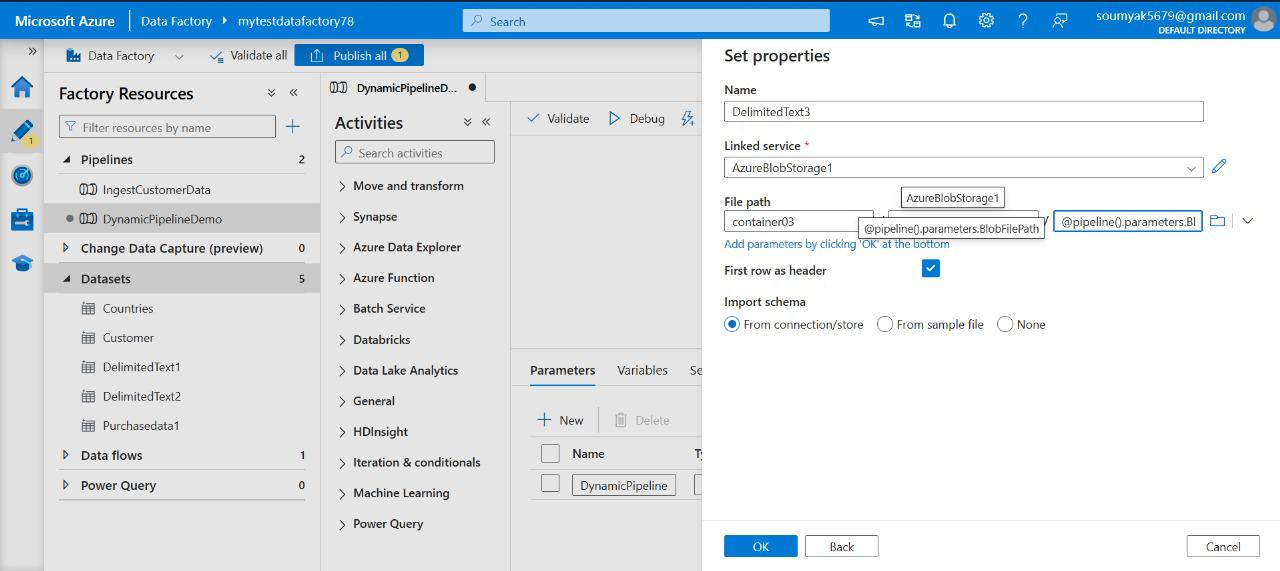 Microsoft Azure
Data Factory
mytestdatafactory78
Search
soumyak5679@gmail.com
DEFAULT DIRECTORY
Data Factory
Validate all
Publish all 1
Factory Resources
Filter resources by name
Pipelines 2
IngestCustomerData
DynamicPipelineDemo
Change Data Capture (preview) 0
Datasets 5
Countries
Customer
DelimitedText1
DelimitedText2
Purchasedata1
Data flows 1
Power Query 0
1
DynamicPipelineD...
Activities
Search activities
Move and transform
Synapse
Azure Data Explorer
Azure Function
Batch Service
Databricks
Data Lake Analytics
General
HDInsight
Iteration & conditionals
Machine Learning
Power Query
Validate
Debug
Parameters
Variables
Se
New
Delete
Name
Ty
DynamicPipeline
Set properties
Name
DelimitedText3
Linked service *
AzureBlobStorage1
File path
AzureBlobStorage1
container03
@pipeline().parameters.BlobFilePath
/
@pipeline().parameters.Bl
Add parameters by clicking 'OK' at the bottom
First row as header
Import schema
From connection/store
From sample file
None
OK
Back
Cancel